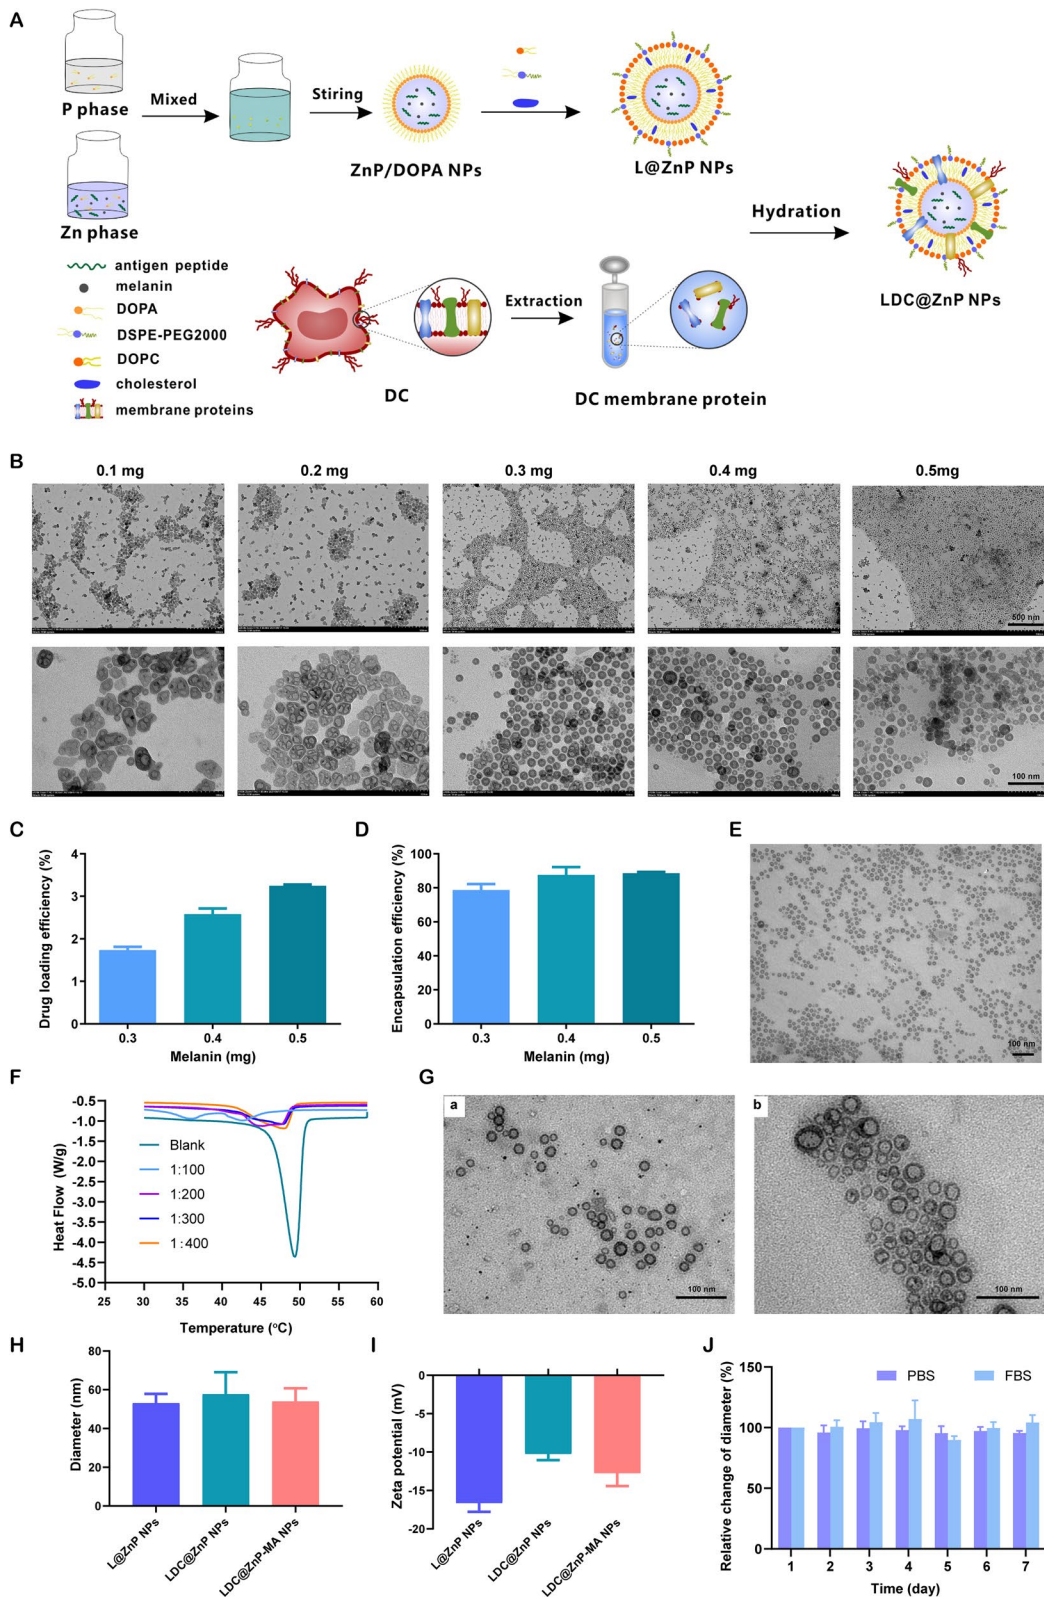 A
P phase
Mixed
Stiring
Zn phase
ZnP/DOPA NPs
L@ZnP NPs
Hydration
LDC@ZnP NPs
antigen peptide
melanin
DOPA
DSPE-PEG2000
DOPC
cholesterol
membrane proteins
Extraction
DC
DC membrane protein
B
0.1 mg
0.2 mg
0.3 mg
0.4 mg
0.5mg
500 nm
100 nm
C
Drug loading efficiency (%)
4
3
2
1
0
0.3
0.4
0.5
Melanin (mg)
D
Encapsulation efficiency (%)
100
80
60
40
20
0
0.3
0.4
0.5
Melanin (mg)
E
100 nm
F
Heat Flow (W/g)
-0.5
-1.0
-1.5
-2.0
-2.5
-3.0
-3.5
-4.0
-4.5
-5.0
Blank
1:100
1:200
1:300
1:400
25 30 35 40 45 50 55 60
Temperature (°C)
G
a
100 nm
b
100 nm
H
Diameter (nm)
80
60
40
20
0
L@ZnP NPs
LDC@ZnP NPs
LDC@ZnP-MA NPs
I
Zeta potential (mV)
0
-5
-10
-15
-20
L@ZnP NPs
LDC@ZnP NPs
LDC@ZnP-MA NPs
J
Relative change of diameter (%)
150
100
50
0
PBS
FBS
1 2 3 4 5 6 7
Time (day)